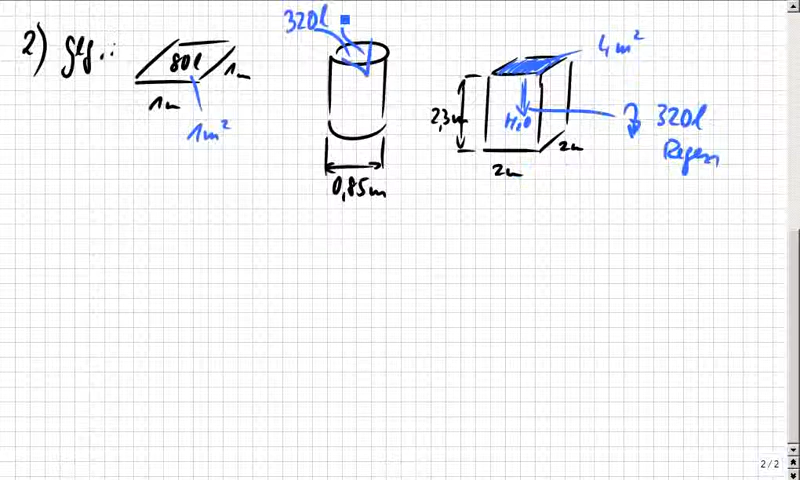 2) geg.:
80l
1m
1m
1m²
320l
0,85m
4m²
2,3m
H₂O
2m
2m
320l
Regen
2/2